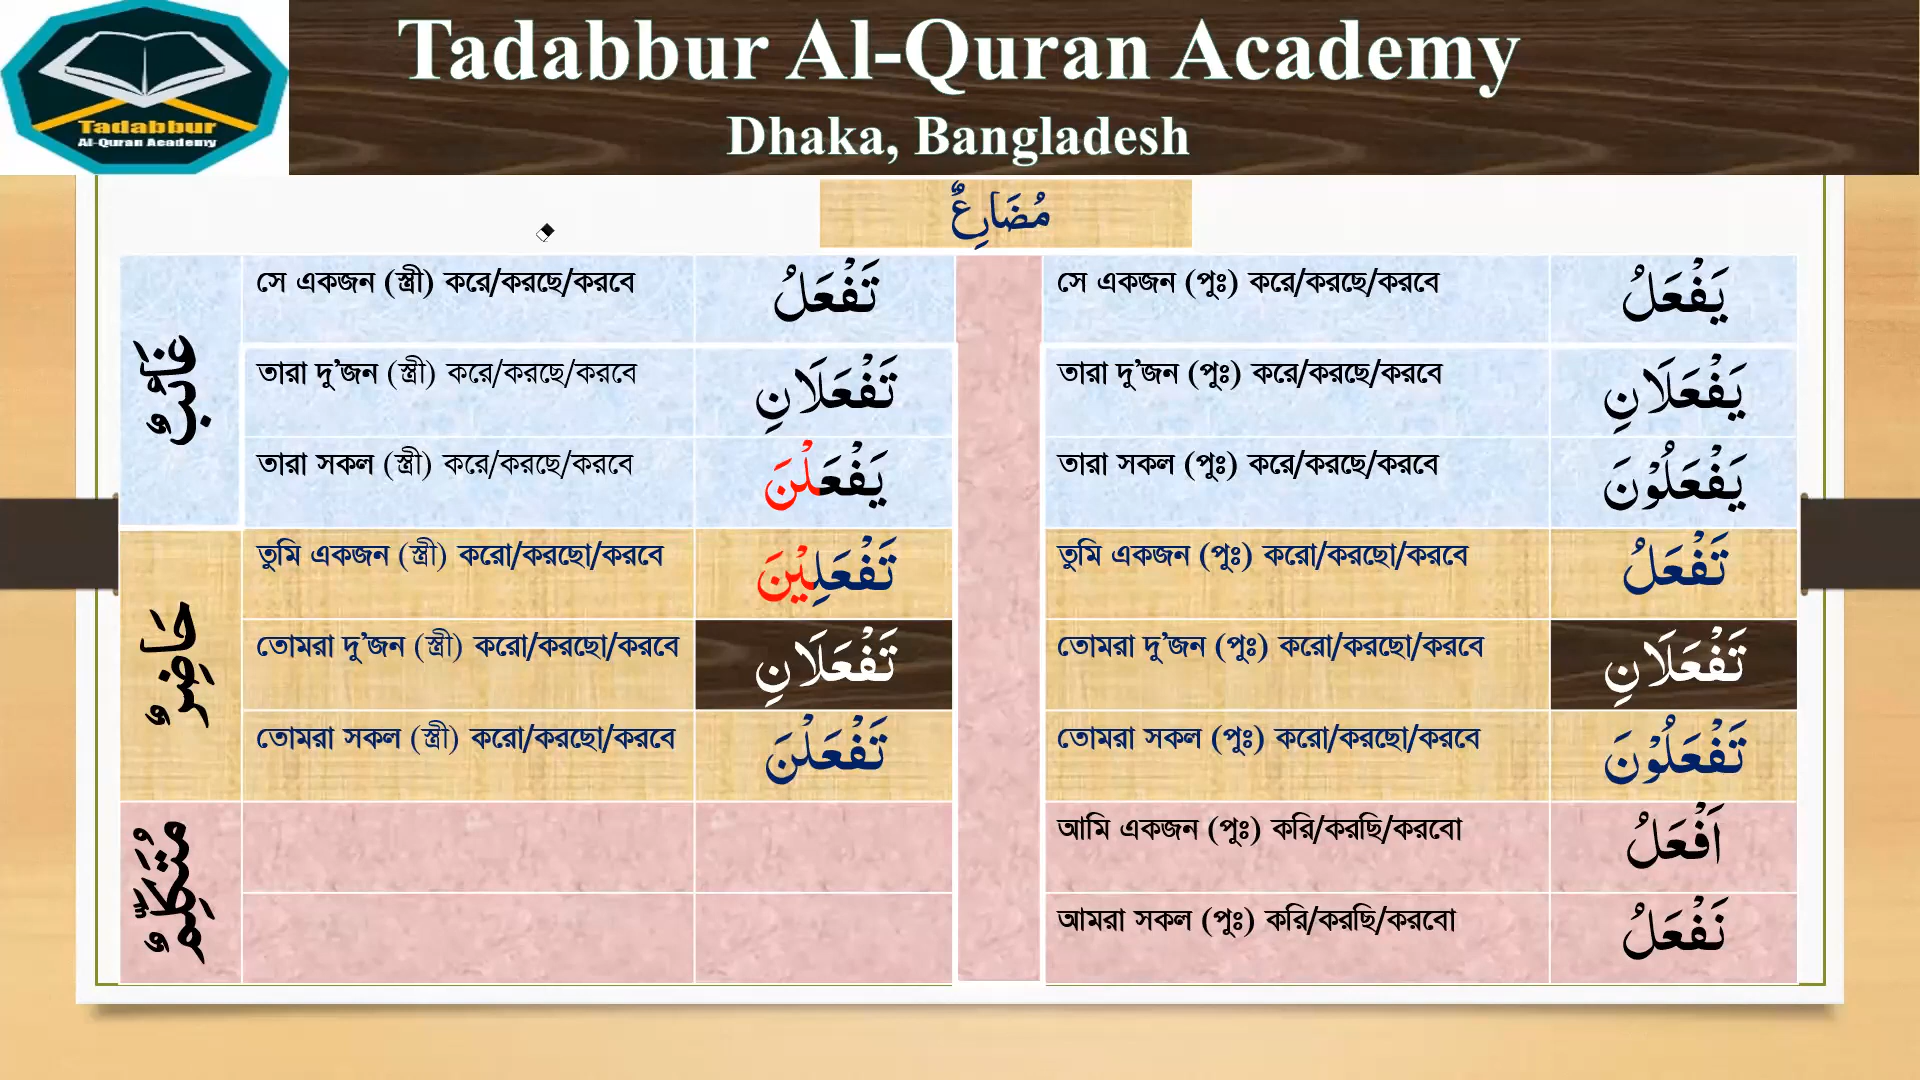 Tadabbur Al-Quran Academy
Dhaka, Bangladesh
Tadabbur
Al-Quran Academy
مُضَارِعٌ
غَائِبٌ
সে একজন (স্ত্রী) করে/করছে/করবে
تَفْعَلُ
সে একজন (পুঃ) করে/করছে/করবে
يَفْعَلُ
তারা দু’জন (স্ত্রী) করে/করছে/করবে
تَفْعَلَانِ
তারা দু’জন (পুঃ) করে/করছে/করবে
يَفْعَلَانِ
তারা সকল (স্ত্রী) করে/করছে/করবে
يَفْعَلْنَ
তারা সকল (পুঃ) করে/করছে/করবে
يَفْعَلُوْنَ
حَاضِرٌ
তুমি একজন (স্ত্রী) করো/করছো/করবে
تَفْعَلِيْنَ
তুমি একজন (পুঃ) করো/করছো/করবে
تَفْعَلُ
তোমরা দু’জন (স্ত্রী) করো/করছো/করবে
تَفْعَلَانِ
তোমরা দু’জন (পুঃ) করো/করছো/করবে
تَفْعَلَانِ
তোমরা সকল (স্ত্রী) করো/করছো/করবে
تَفْعَلْنَ
তোমরা সকল (পুঃ) করো/করছো/করবে
تَفْعَلُوْنَ
مُتَكَلِّمٌ
আমি একজন (পুঃ) করি/করছি/করবো
اَفْعَلُ
আমরা সকল (পুঃ) করি/করছি/করবো
نَفْعَلُ